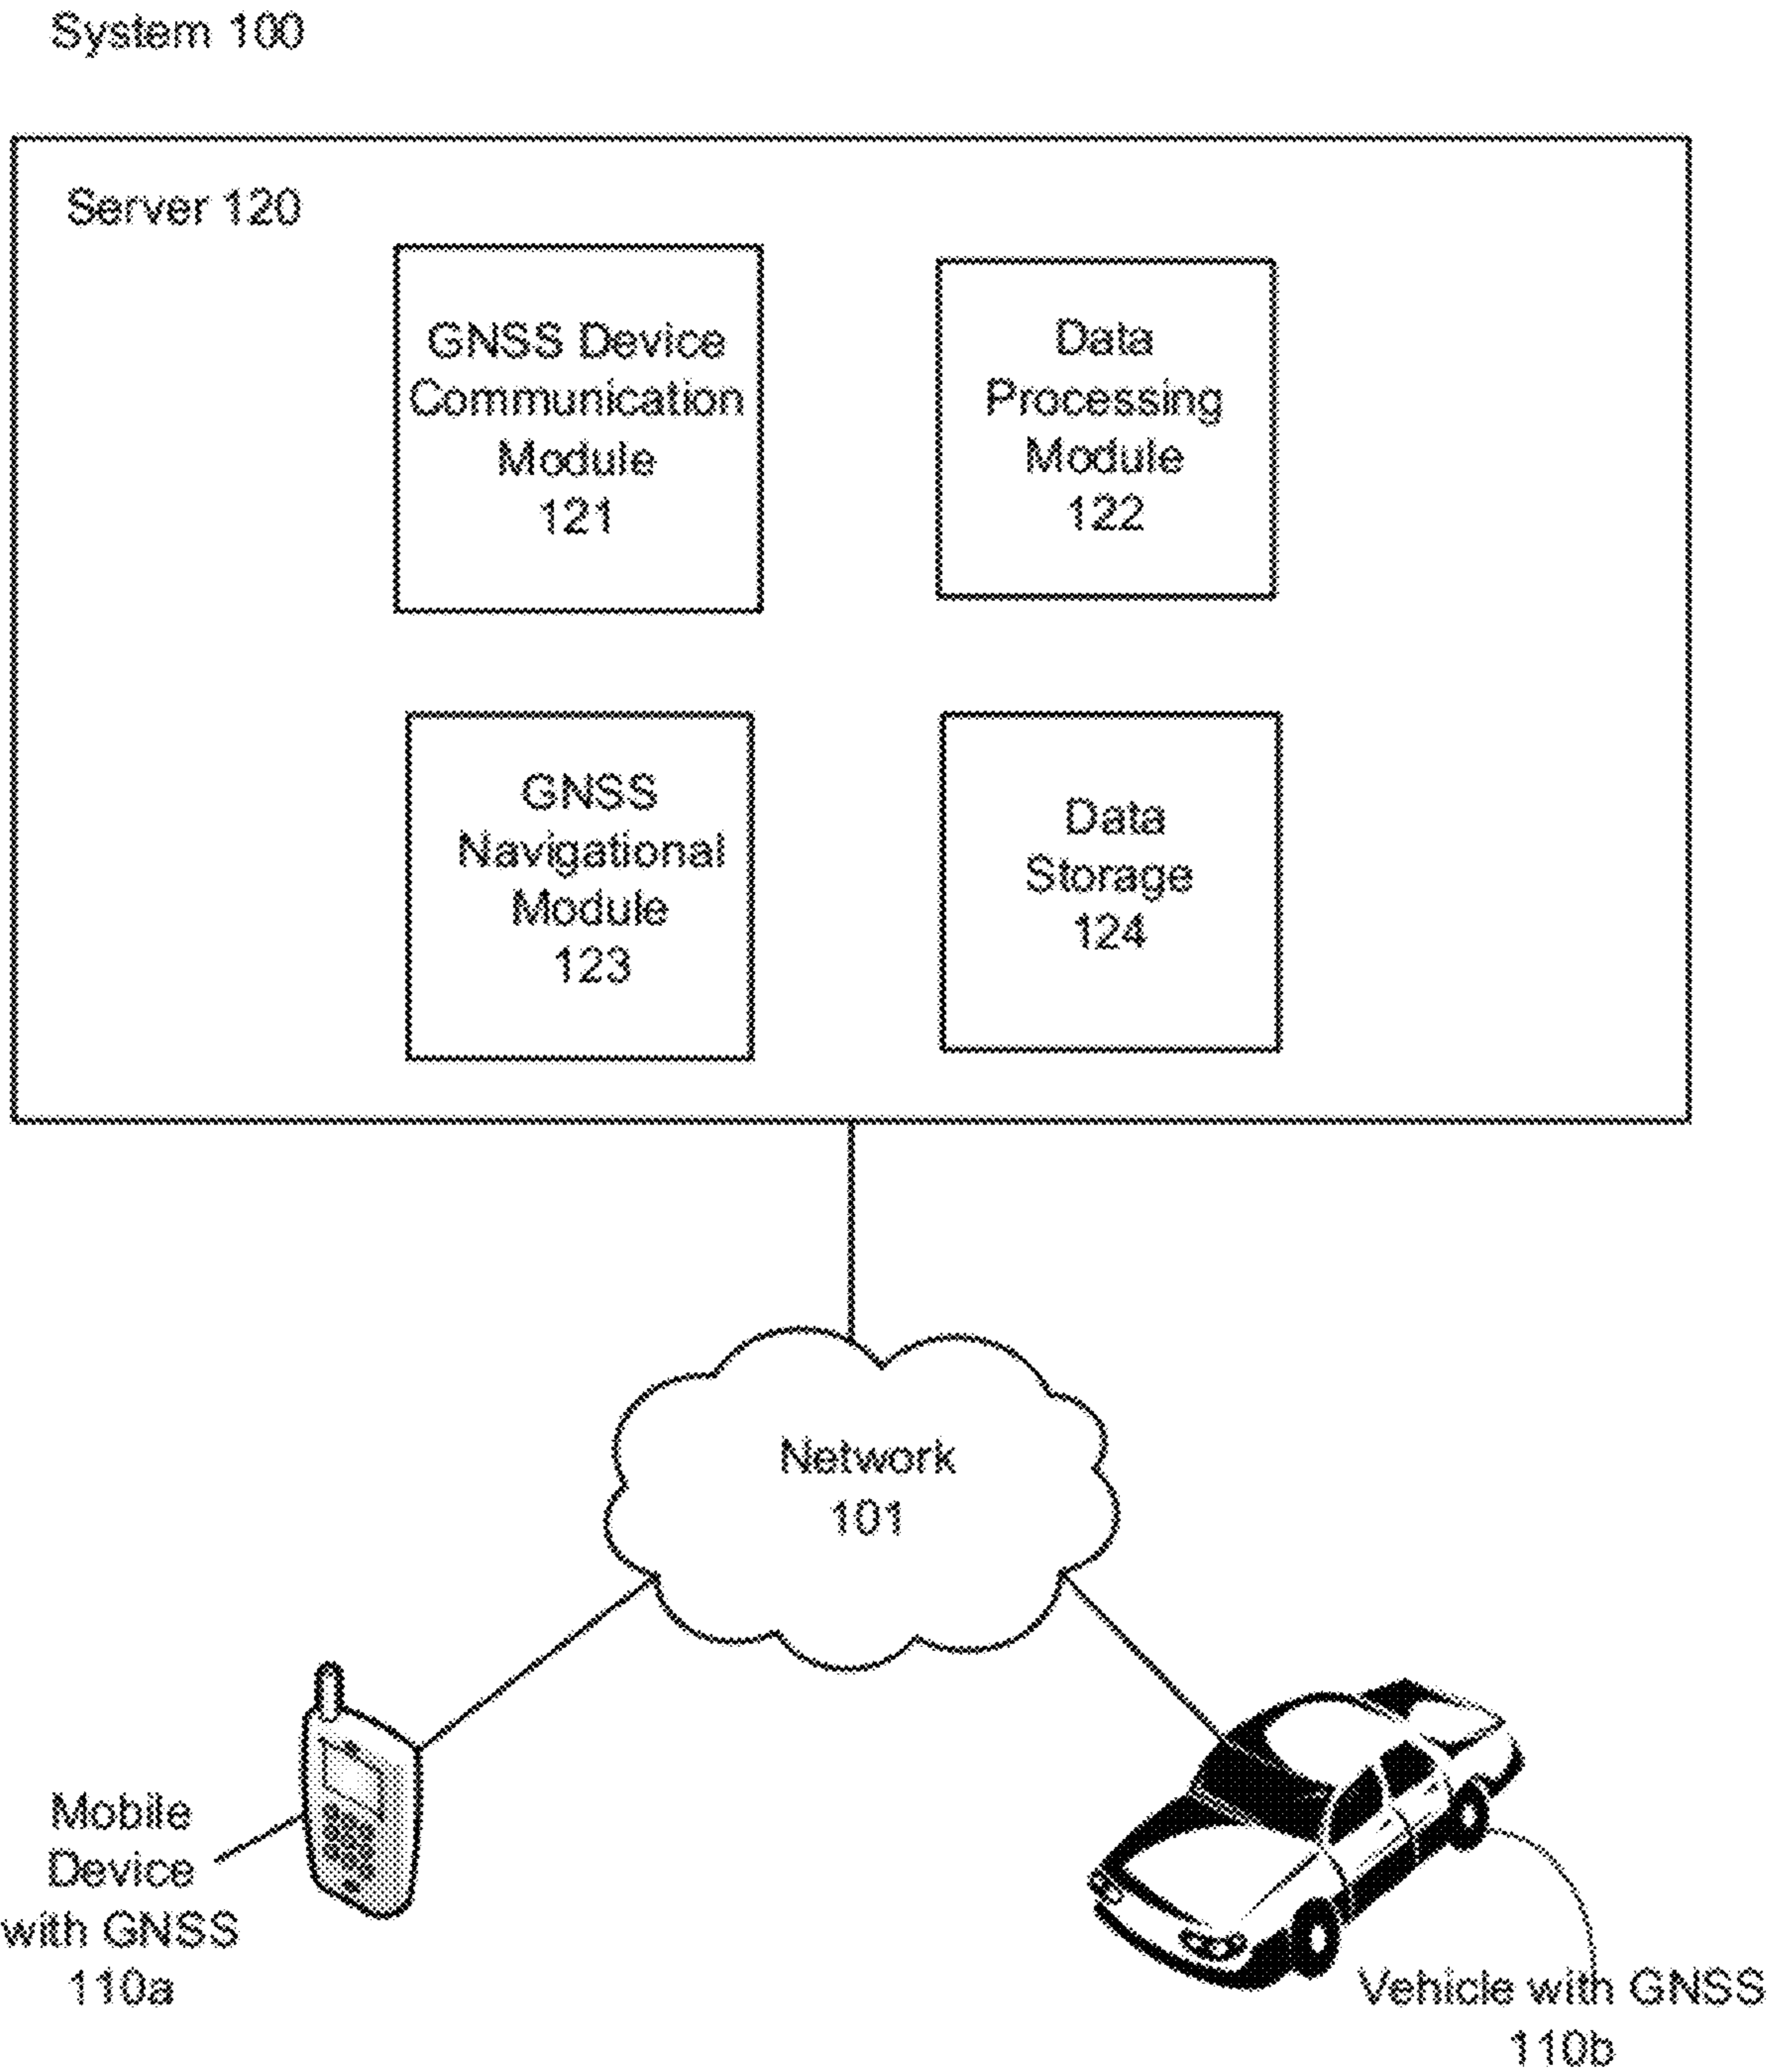 System 100
Server 120
GNSS Device
Communication
Module
121
Data
Processing
Module
122
GNSS
Navigational
Module
123
Data
Storage
124
Network
101
Mobile
Device
with GNSS
110a
Vehicle with GNSS
110b